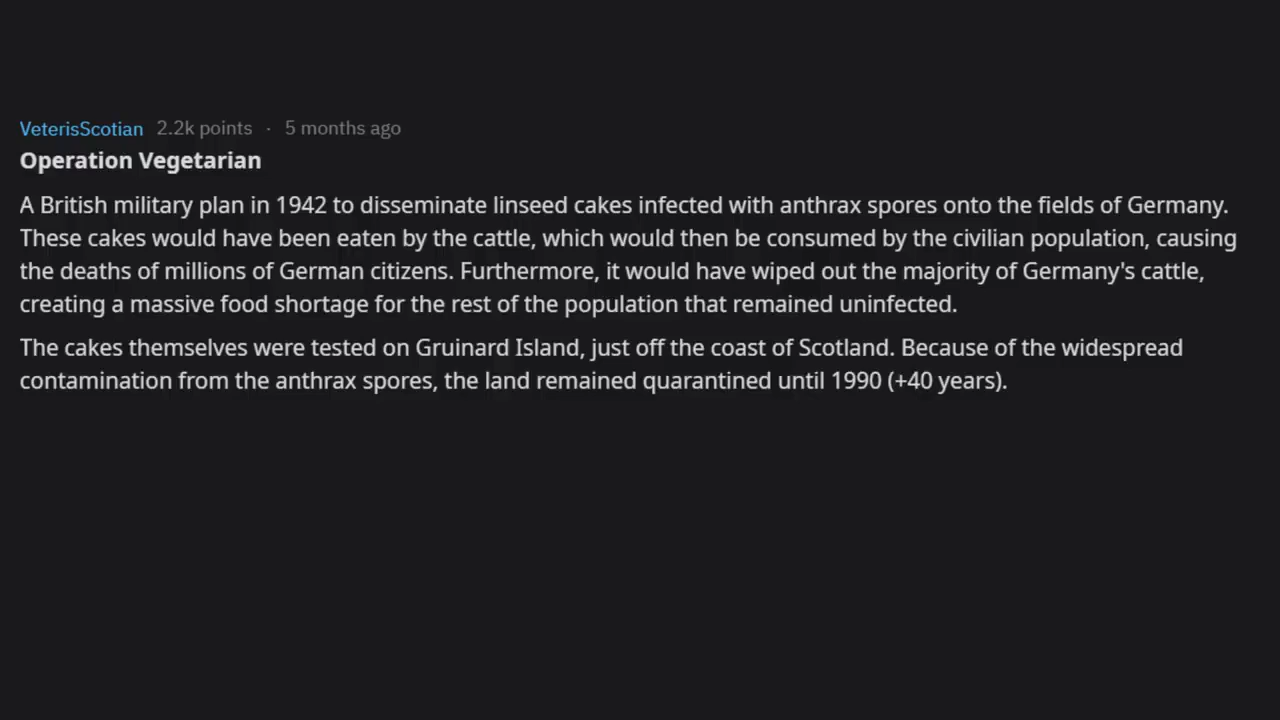 VeterisScotian 2.2k points · 5 months ago
Operation Vegetarian
A British military plan in 1942 to disseminate linseed cakes infected with anthrax spores onto the fields of Germany.
These cakes would have been eaten by the cattle, which would then be consumed by the civilian population, causing
the deaths of millions of German citizens. Furthermore, it would have wiped out the majority of Germany's cattle,
creating a massive food shortage for the rest of the population that remained uninfected.
The cakes themselves were tested on Gruinard Island, just off the coast of Scotland. Because of the widespread
contamination from the anthrax spores, the land remained quarantined until 1990 (+40 years).